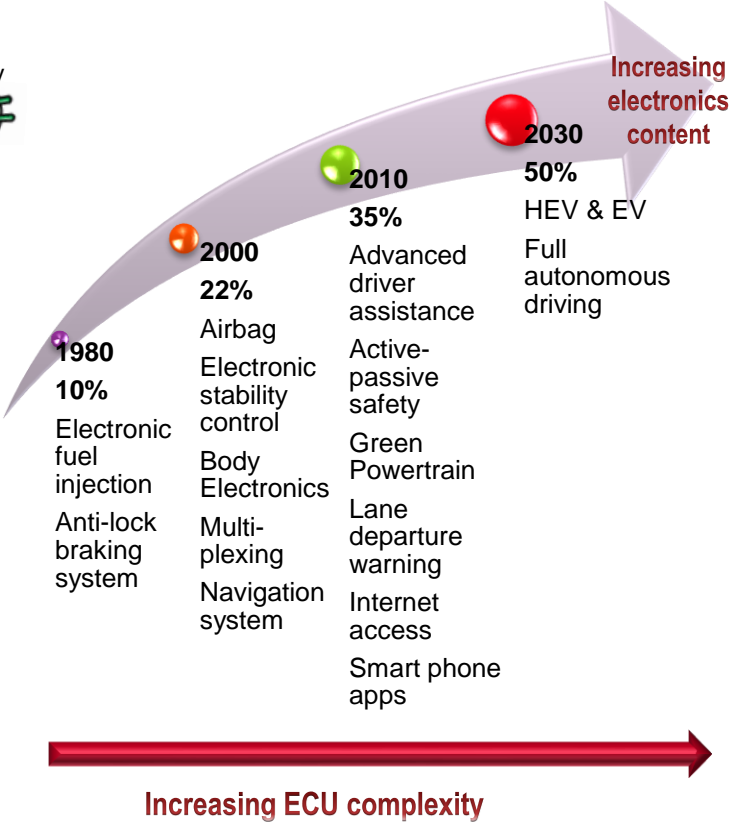 Increasing
electronics
content
1980
10%
Electronic
fuel
injection
Anti-lock
braking
system
2000
22%
Airbag
Electronic
stability
control
Body
Electronics
Multi-
plexing
Navigation
system
2010
35%
Advanced
driver
assistance
Active-
passive
safety
Green
Powertrain
Lane
departure
warning
Internet
access
Smart phone
apps
2030
50%
HEV & EV
Full
autonomous
driving
Increasing ECU complexity